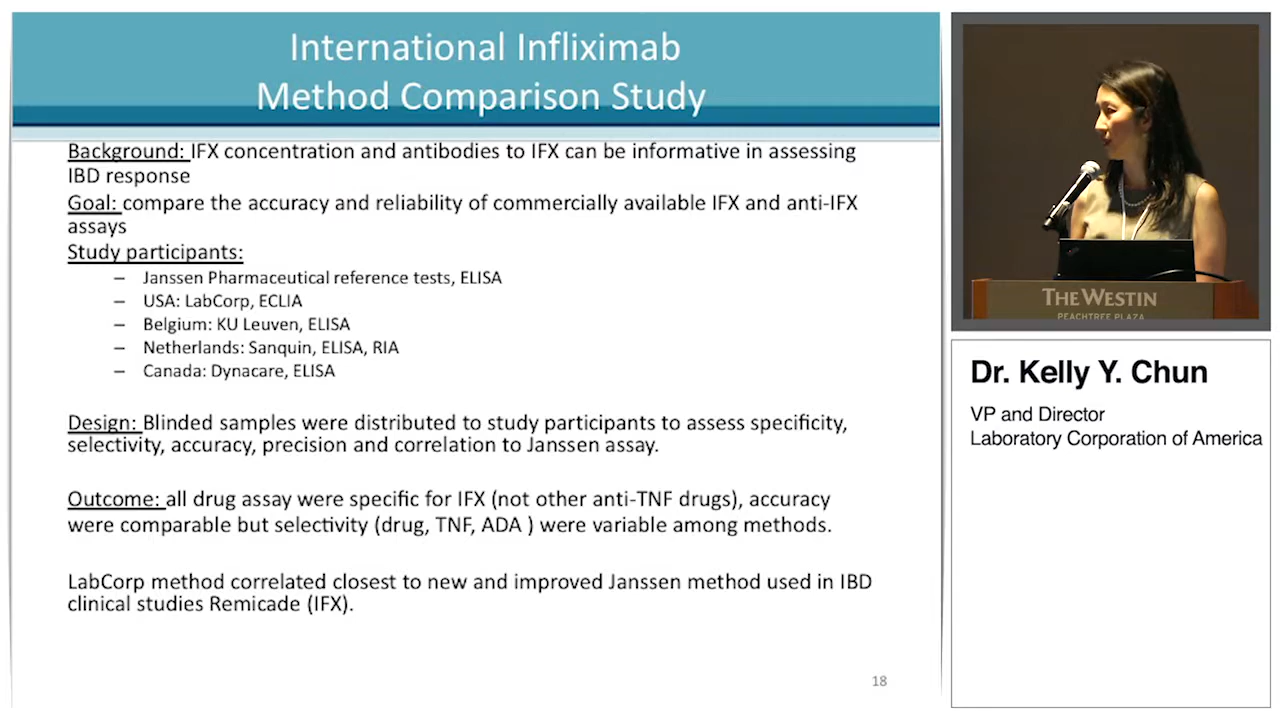 International Infliximab
Method Comparison Study
Background: IFX concentration and antibodies to IFX can be informative in assessing
IBD response
Goal: compare the accuracy and reliability of commercially available IFX and anti-IFX
assays
Study participants:
– Janssen Pharmaceutical reference tests, ELISA
– USA: LabCorp, ECLIA
– Belgium: KU Leuven, ELISA
– Netherlands: Sanquin, ELISA, RIA
– Canada: Dynacare, ELISA
Design: Blinded samples were distributed to study participants to assess specificity,
selectivity, accuracy, precision and correlation to Janssen assay.
Outcome: all drug assay were specific for IFX (not other anti-TNF drugs), accuracy
were comparable but selectivity (drug, TNF, ADA ) were variable among methods.
LabCorp method correlated closest to new and improved Janssen method used in IBD
clinical studies Remicade (IFX).
18
THE WESTIN
PEACHTREE PLAZA
Dr. Kelly Y. Chun
VP and Director
Laboratory Corporation of America